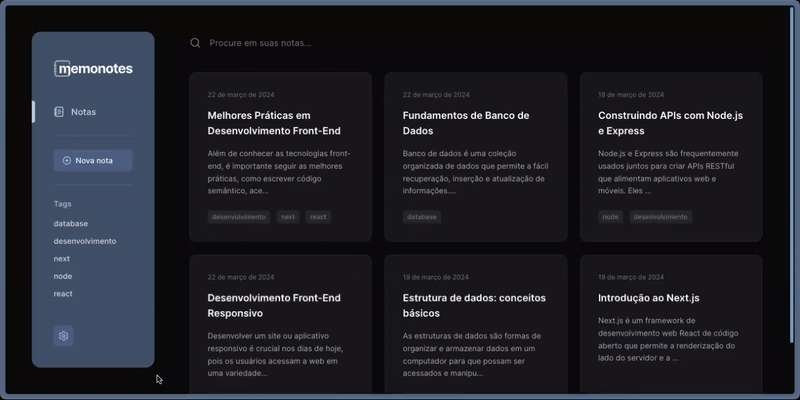 memonotes
Notas
Nova nota
Tags
database
desenvolvimento
next
node
react
Procure em suas notas...
22 de março de 2024
Melhores Práticas em
Desenvolvimento Front-End
Além de conhecer as tecnologias front-
end, é importante seguir as melhores
práticas, como escrever código
semântico, ace...
desenvolvimento next react
22 de março de 2024
Fundamentos de Banco de
Dados
Banco de dados é uma coleção
organizada de dados que permite a fácil
recuperação, inserção e atualização de
informações....
database
19 de março de 2024
Construindo APIs com Node.js
e Express
Node.js e Express são frequentemente
usados juntos para criar APIs RESTful
que alimentam aplicativos web e
móveis. Eles ...
node desenvolvimento
22 de março de 2024
Desenvolvimento Front-End
Responsivo
Desenvolver um site ou aplicativo
responsivo é crucial nos dias de hoje,
pois os usuários acessam a web em
uma variedade...
19 de março de 2024
Estrutura de dados: conceitos
básicos
As estruturas de dados são formas de
organizar e armazenar dados em um
computador para que possam ser
acessados e manipu...
19 de março de 2024
Introdução ao Next.js
Next.js é um framework de
desenvolvimento web React de código
aberto que permite a renderização do
lado do servidor e a ...